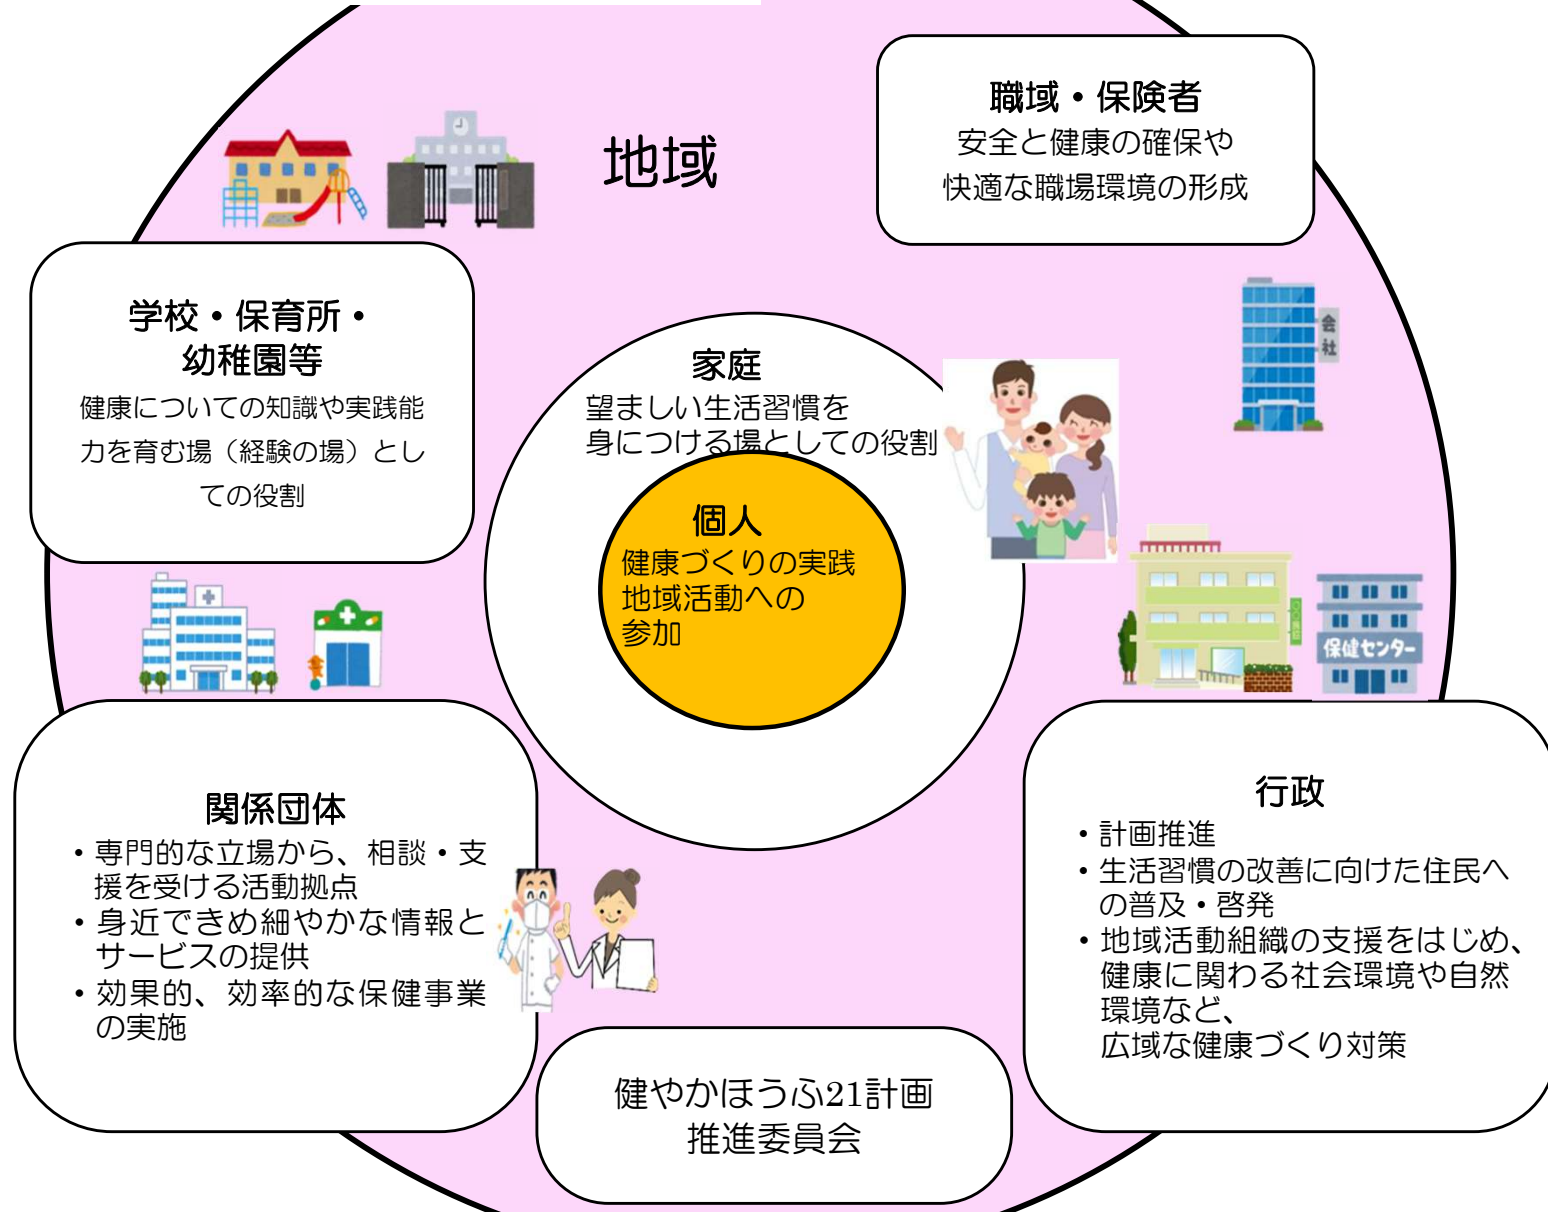 地域
職域・保険者
安全と健康の確保や
快適な職場環境の形成
学校・保育所・
幼稚園等
健康についての知識や実践能
力を育む場（経験の場）とし
ての役割
会社
家庭
望ましい生活習慣を
身につける場としての役割
個人
健康づくりの実践
地域活動への
参加
保健センター
関係団体
・専門的な立場から、相談・支
援を受ける活動拠点
・身近できめ細やかな情報と
サービスの提供
・効果的、効率的な保健事業
の実施
行政
・計画推進
・生活習慣の改善に向けた住民へ
の普及・啓発
・地域活動組織の支援をはじめ、
健康に関わる社会環境や自然
環境など、
広域な健康づくり対策
健やかほうふ21計画
推進委員会